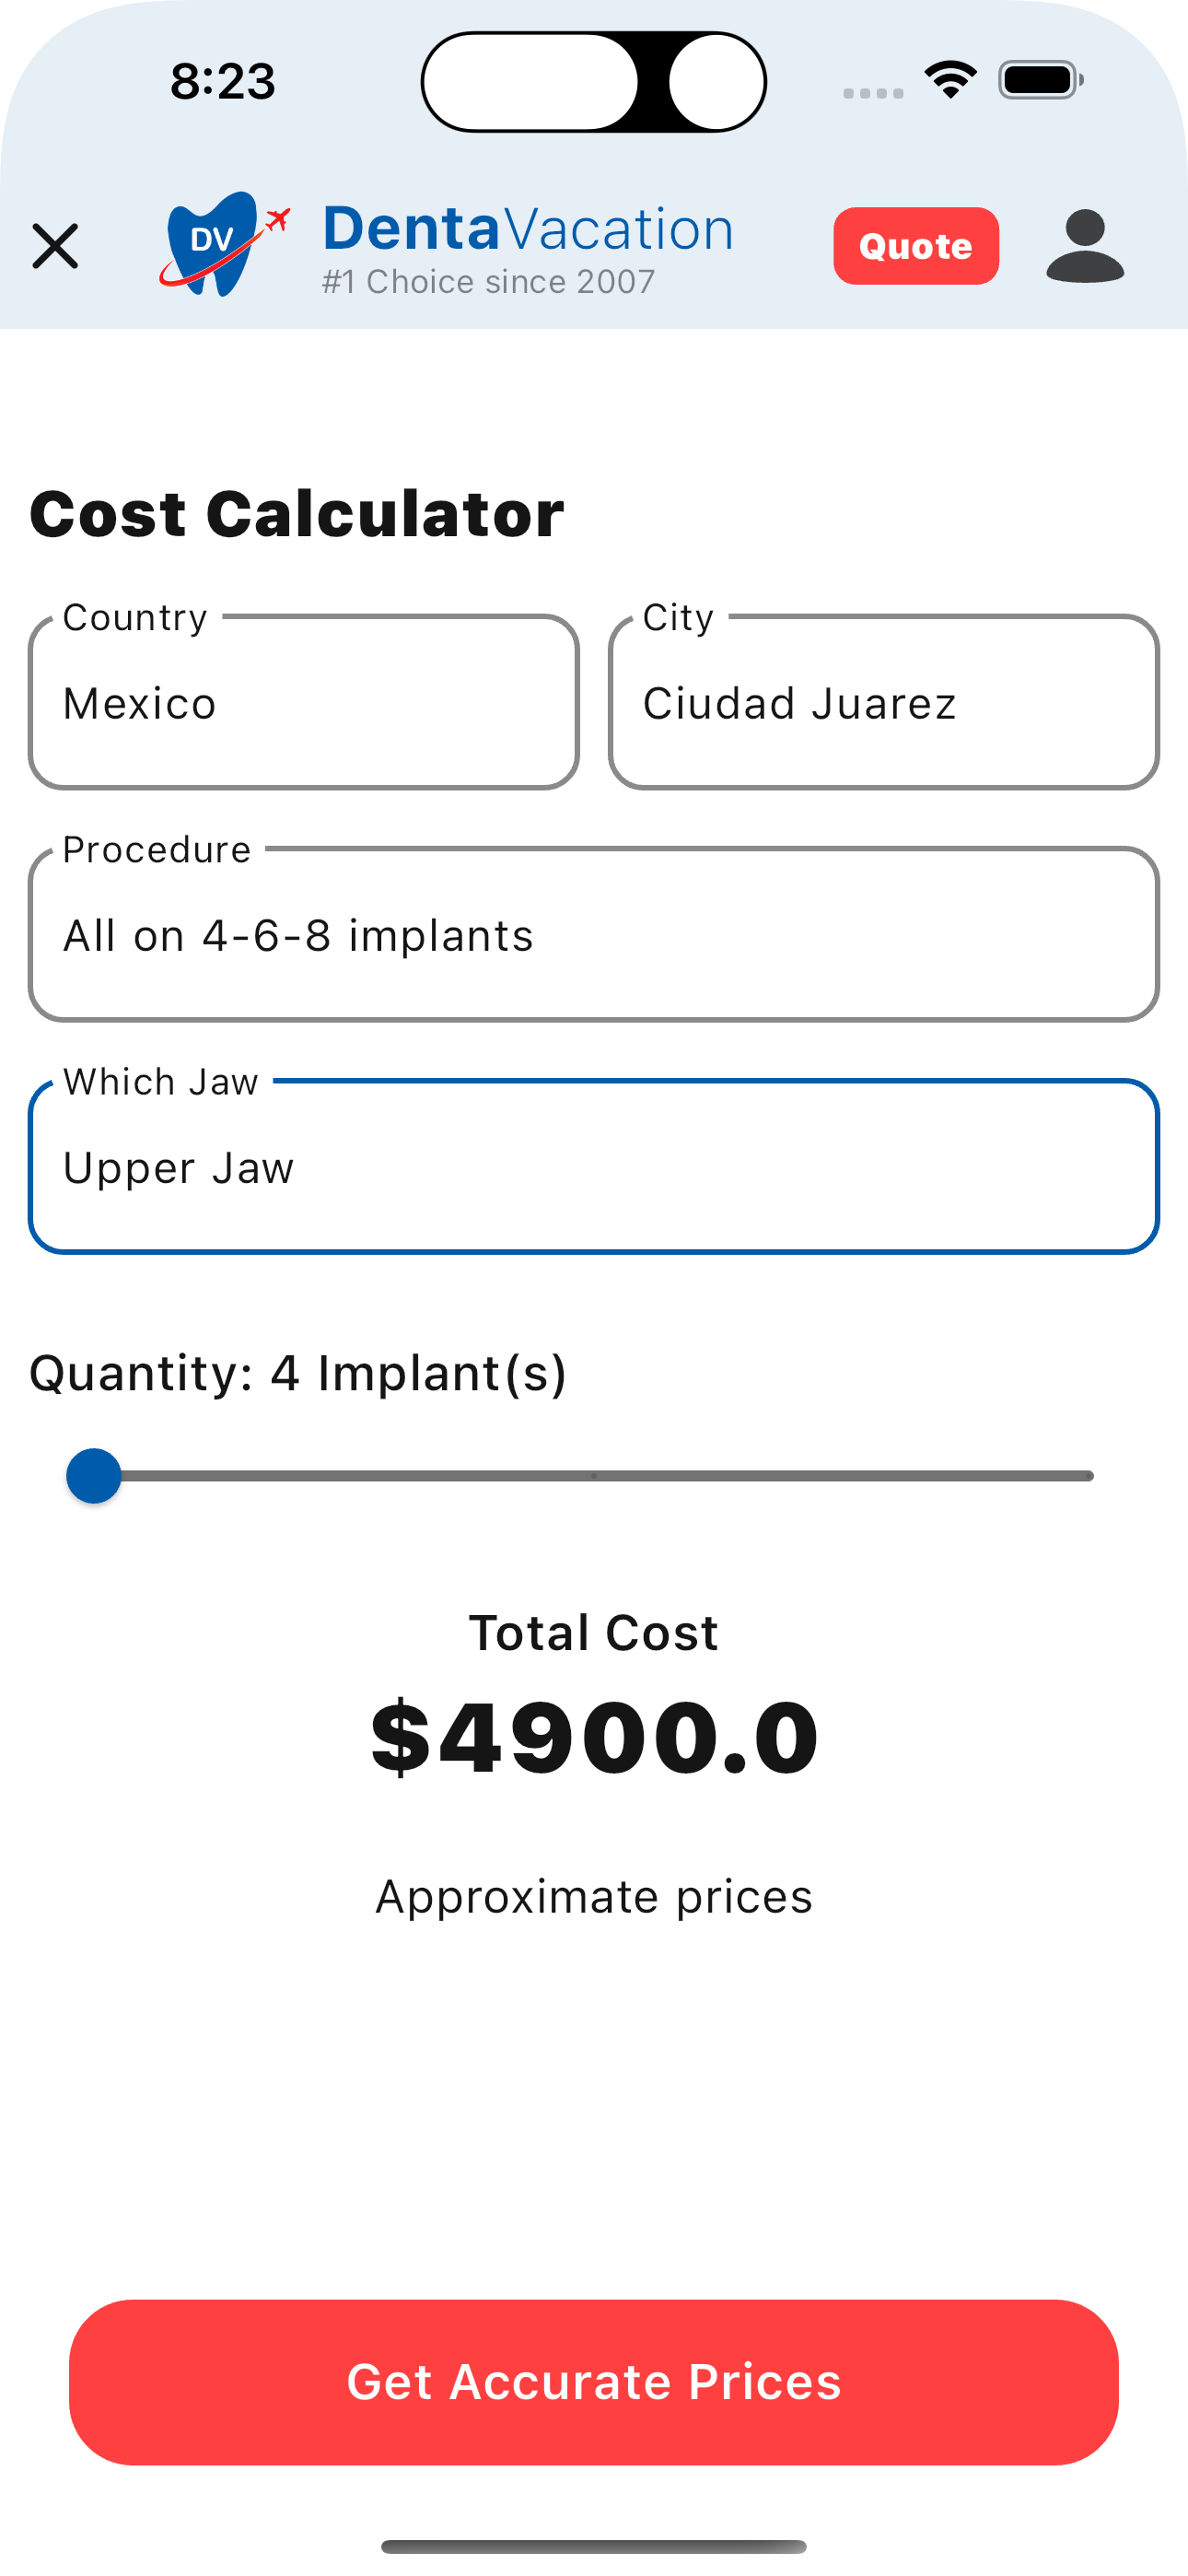 8:23
DV
DentaVacation
#1 Choice since 2007
Quote
Cost Calculator
Country
Mexico
City
Ciudad Juarez
Procedure
All on 4-6-8 implants
Which Jaw
Upper Jaw
Quantity: 4 Implant(s)
Total Cost
$4900.0
Approximate prices
Get Accurate Prices